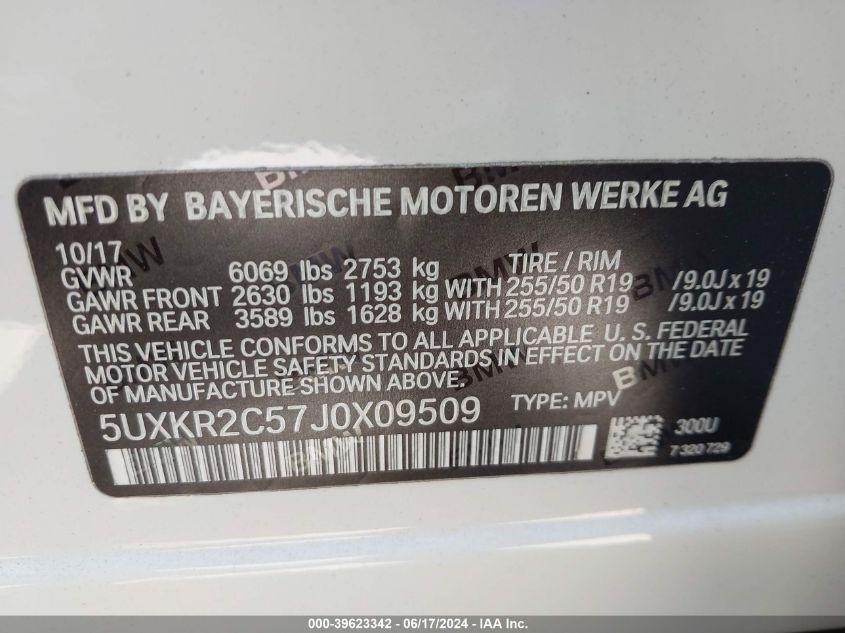 MFD BY BAYERISCHE MOTOREN WERKE AG
10/17
GVWR 6069 lbs 2753 kg TIRE / RIM
GAWR FRONT 2630 lbs 1193 kg WITH 255/50 R19 /9.0J x 19
GAWR REAR 3589 lbs 1628 kg WITH 255/50 R19 /9.0J x 19
THIS VEHICLE CONFORMS TO ALL APPLICABLE U. S. FEDERAL
MOTOR VEHICLE SAFETY STANDARDS IN EFFECT ON THE DATE
OF MANUFACTURE SHOWN ABOVE.
5UXKR2C57J0X09509 TYPE: MPV
300U
7 320 729
000-39623342 - 06/17/2024 - IAA Inc.